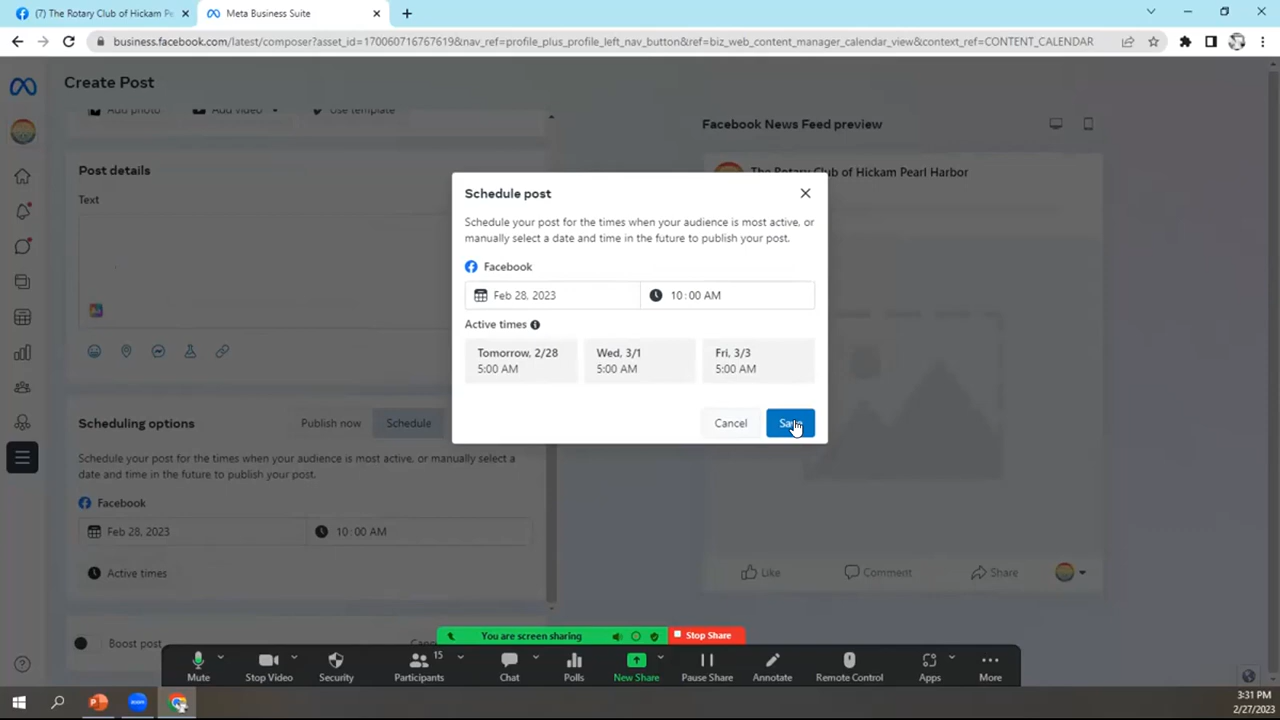 (7) The Rotary Club of Hickam Pe
Meta Business Suite
business.facebook.com/latest/composer?asset_id=170060716767619&nav_ref=profile_plus_profile_left_nav_button&ref=biz_web_content_manager_calendar_view&context_ref=CONTENT_CALENDAR
Create Post
Add photo Add video Use template
Post details
Text
Scheduling options
Publish now
Schedule
Schedule your post for the times when your audience is most active, or manually select a
date and time in the future to publish your post.
Facebook
Feb 28, 2023
10:00 AM
Active times
Boost post
Facebook News Feed preview
The Rotary Club of Hickam Pearl Harbor
Like
Comment
Share
Schedule post
Schedule your post for the times when your audience is most active, or
manually select a date and time in the future to publish your post.
Facebook
Feb 28, 2023
10:00 AM
Active times
Tomorrow, 2/28
5:00 AM
Wed, 3/1
5:00 AM
Fri, 3/3
5:00 AM
Cancel
You are screen sharing
Stop Share
Mute
Stop Video
Security
15
Participants
Chat
Polls
New Share
Pause Share
Annotate
Remote Control
Apps
More
zoom
3:31 PM
2/27/2023